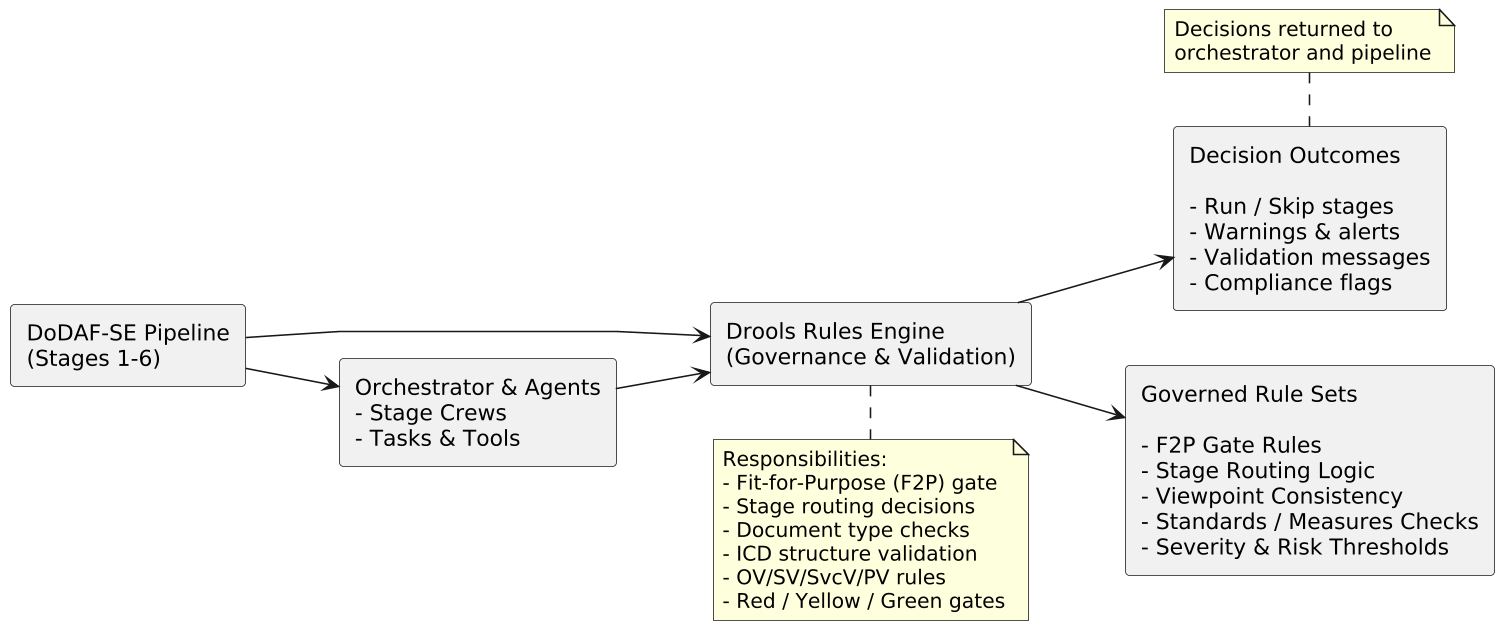 Decisions returned to
orchestrator and pipeline
Decision Outcomes
- Run / Skip stages
- Warnings & alerts
- Validation messages
- Compliance flags
DoDAF-SE Pipeline
(Stages 1-6)
Orchestrator & Agents
- Stage Crews
- Tasks & Tools
Drools Rules Engine
(Governance & Validation)
Governed Rule Sets
- F2P Gate Rules
- Stage Routing Logic
- Viewpoint Consistency
- Standards / Measures Checks
- Severity & Risk Thresholds
Responsibilities:
- Fit-for-Purpose (F2P) gate
- Stage routing decisions
- Document type checks
- ICD structure validation
- OV/SV/SvcV/PV rules
- Red / Yellow / Green gates